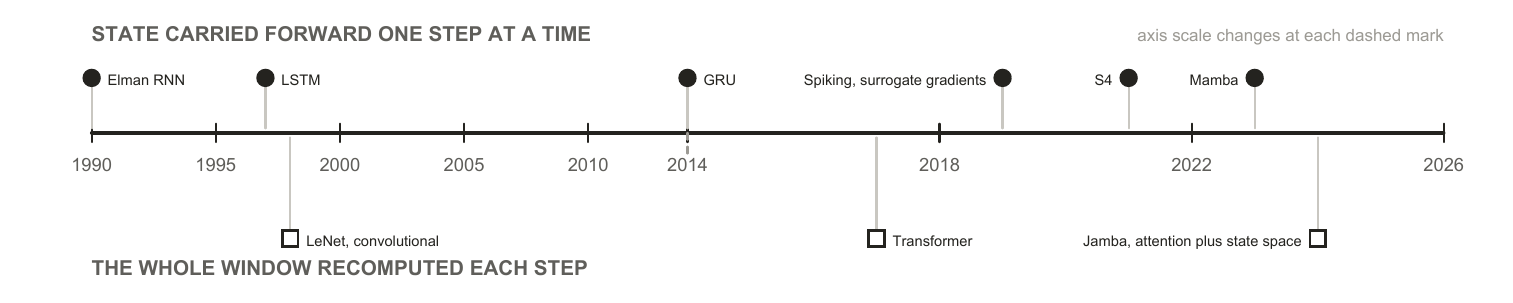 STATE CARRIED FORWARD ONE STEP AT A TIME
axis scale changes at each dashed mark
Elman RNN
LSTM
GRU
Spiking, surrogate gradients
S4
Mamba
1990
1995
2000
2005
2010
2014
2018
2022
2026
LeNet, convolutional
Transformer
Jamba, attention plus state space
THE WHOLE WINDOW RECOMPUTED EACH STEP